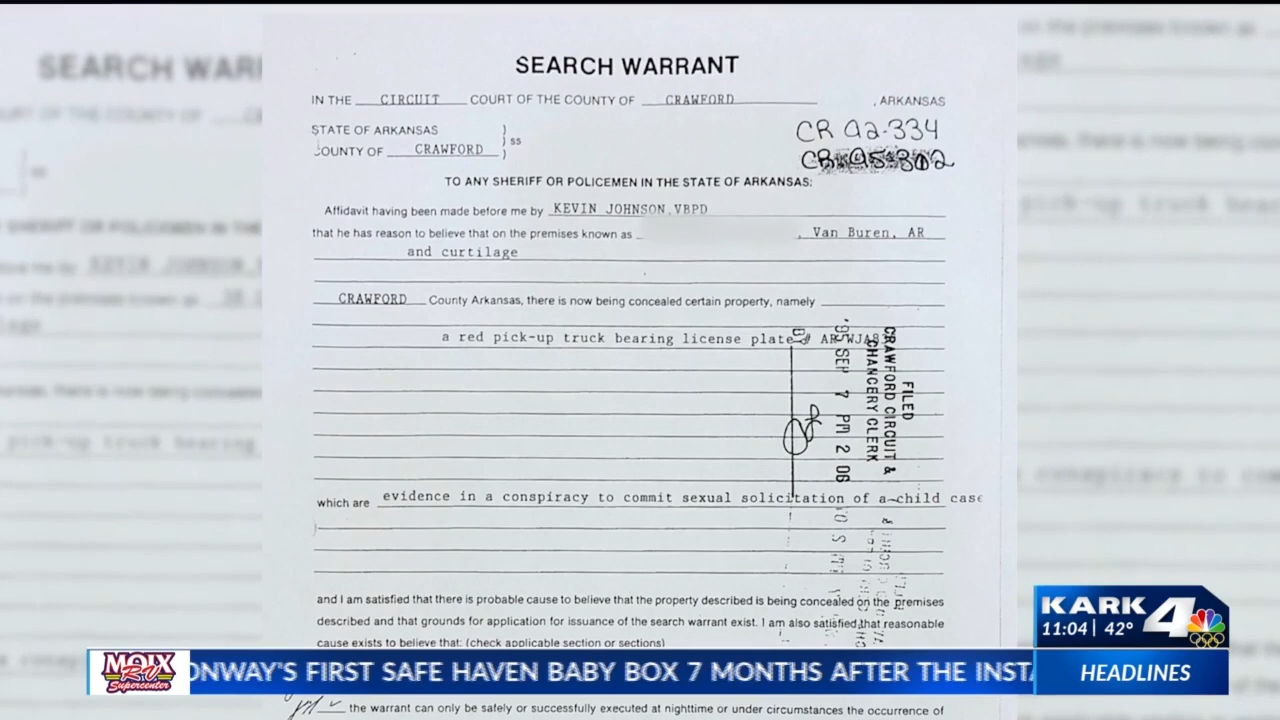 SEARCH WARRANT
IN THE CIRCUIT COURT OF THE COUNTY OF CRAWFORD , ARKANSAS
STATE OF ARKANSAS
COUNTY OF CRAWFORD
} ss
CR 92-334
CR 95-302
TO ANY SHERIFF OR POLICEMEN IN THE STATE OF ARKANSAS:
Affidavit having been made before me by KEVIN JOHNSON, VBPD
that he has reason to believe that on the premises known as , Van Buren, AR
and curtilage
CRAWFORD County Arkansas, there is now being concealed certain property, namely
a red pick-up truck bearing license plate # AR
FILED
CRAWFORD CIRCUIT &
CHANCERY CLERK
'95 SEP 7 PM 2 06
which are evidence in a conspiracy to commit sexual solicitation of a child case
and I am satisfied that there is probable cause to believe that the property described is being concealed on the premises
described and that grounds for application for issuance of the search warrant exist. I am also satisfied that reasonable
cause exists to believe that: (check applicable section or sections)
the warrant can only be safely or successfully executed at nighttime or under circumstances the occurrence of
KARK 4
11:04 | 42°
HEADLINES
MOIX RV Supercenter
ONWAY'S FIRST SAFE HAVEN BABY BOX 7 MONTHS AFTER THE INSTA